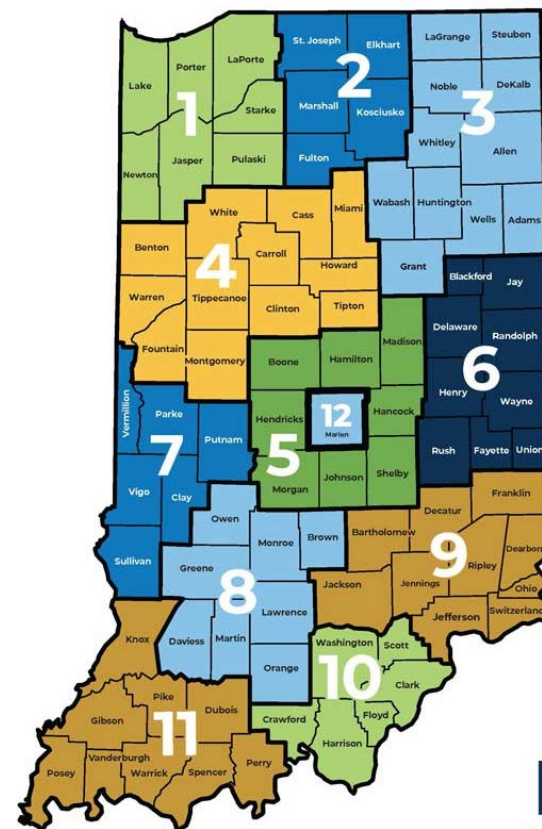 Lake
Porter
LaPorte
Starke
1
Newton
Jasper
Pulaski
St. Joseph
Elkhart
2
Marshall
Kosciusko
Fulton
LaGrange
Steuben
Noble
DeKalb
3
Whitley
Allen
Wabash
Huntington
Wells
Adams
Grant
White
Cass
Miami
Benton
Carroll
4
Howard
Warren
Tippecanoe
Clinton
Tipton
Fountain
Montgomery
Boone
Hamilton
Madison
Hendricks
Hancock
5
Morgan
Johnson
Shelby
12
Marion
Blackford
Jay
Delaware
Randolph
6
Henry
Wayne
Rush
Fayette
Union
Vermillion
Parke
Putnam
7
Vigo
Clay
Sullivan
Owen
Monroe
Brown
Greene
8
Lawrence
Daviess
Martin
Orange
Franklin
Decatur
Bartholomew
9
Dearborn
Ripley
Jennings
Jackson
Ohio
Switzerland
Jefferson
Washington
Scott
10
Clark
Floyd
Crawford
Harrison
Knox
Pike
Dubois
Gibson
11
Posey
Vanderburgh
Warrick
Spencer
Perry